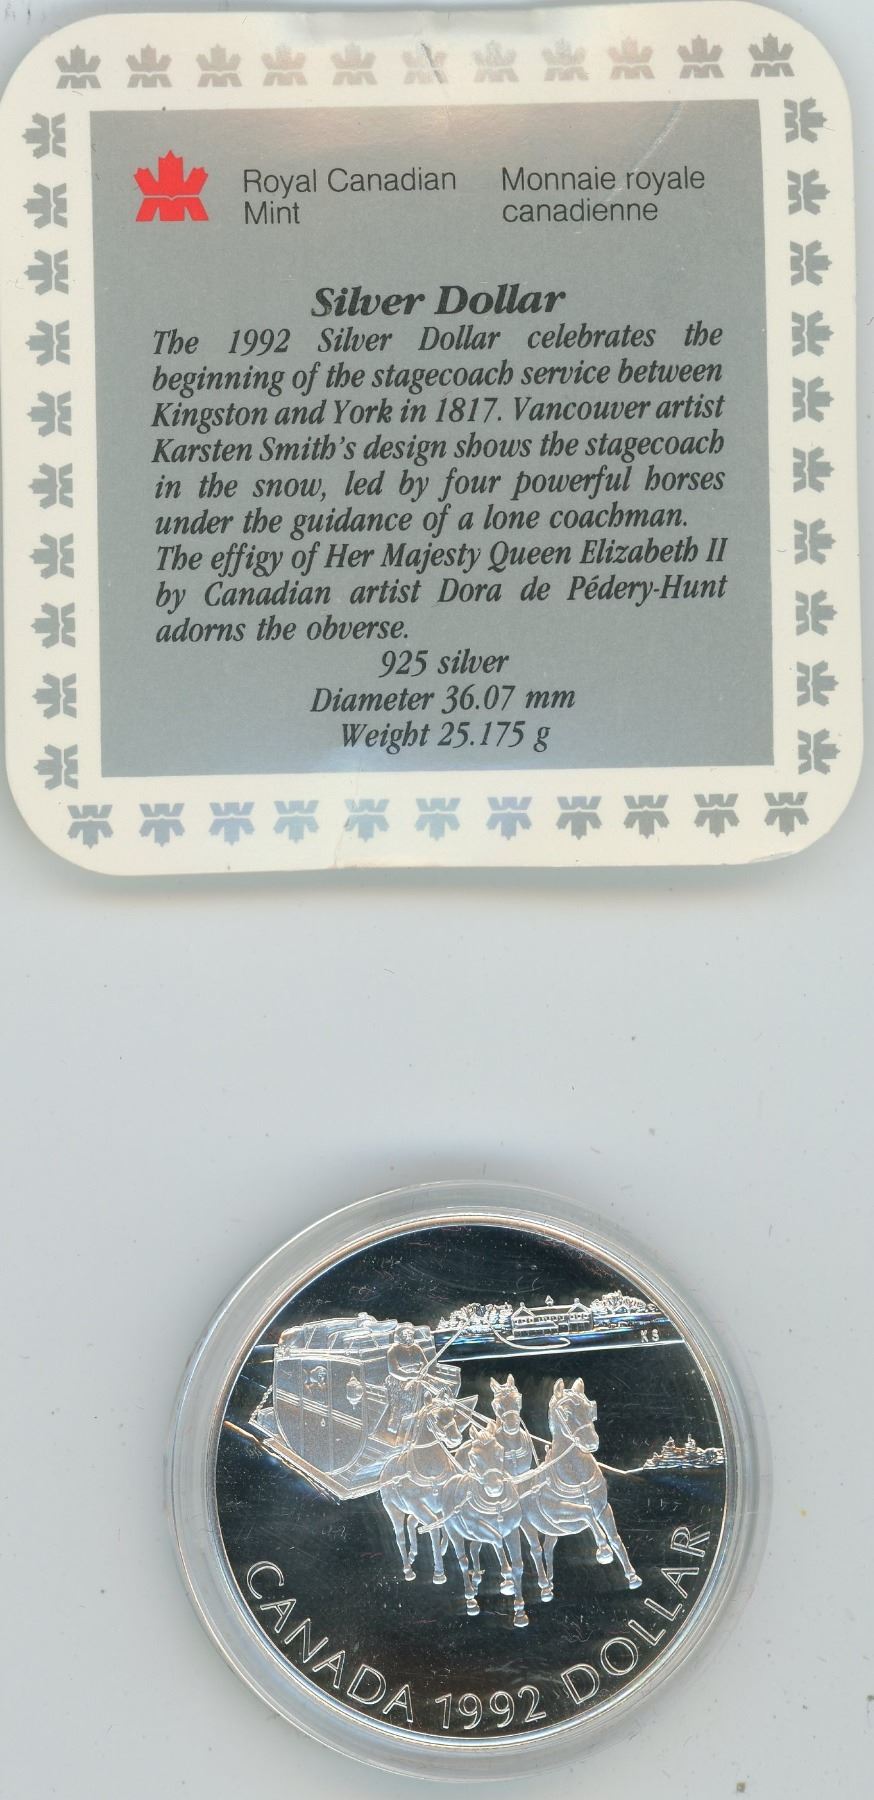 Royal Canadian Mint
Monnaie royale canadienne
Silver Dollar
The 1992 Silver Dollar celebrates the
beginning of the stagecoach service between
Kingston and York in 1817. Vancouver artist
Karsten Smith's design shows the stagecoach
in the snow, led by four powerful horses
under the guidance of a lone coachman.
The effigy of Her Majesty Queen Elizabeth II
by Canadian artist Dora de Pédery-Hunt
adorns the obverse.
925 silver
Diameter 36.07 mm
Weight 25.175 g
KS
CANADA 1992 DOLLAR